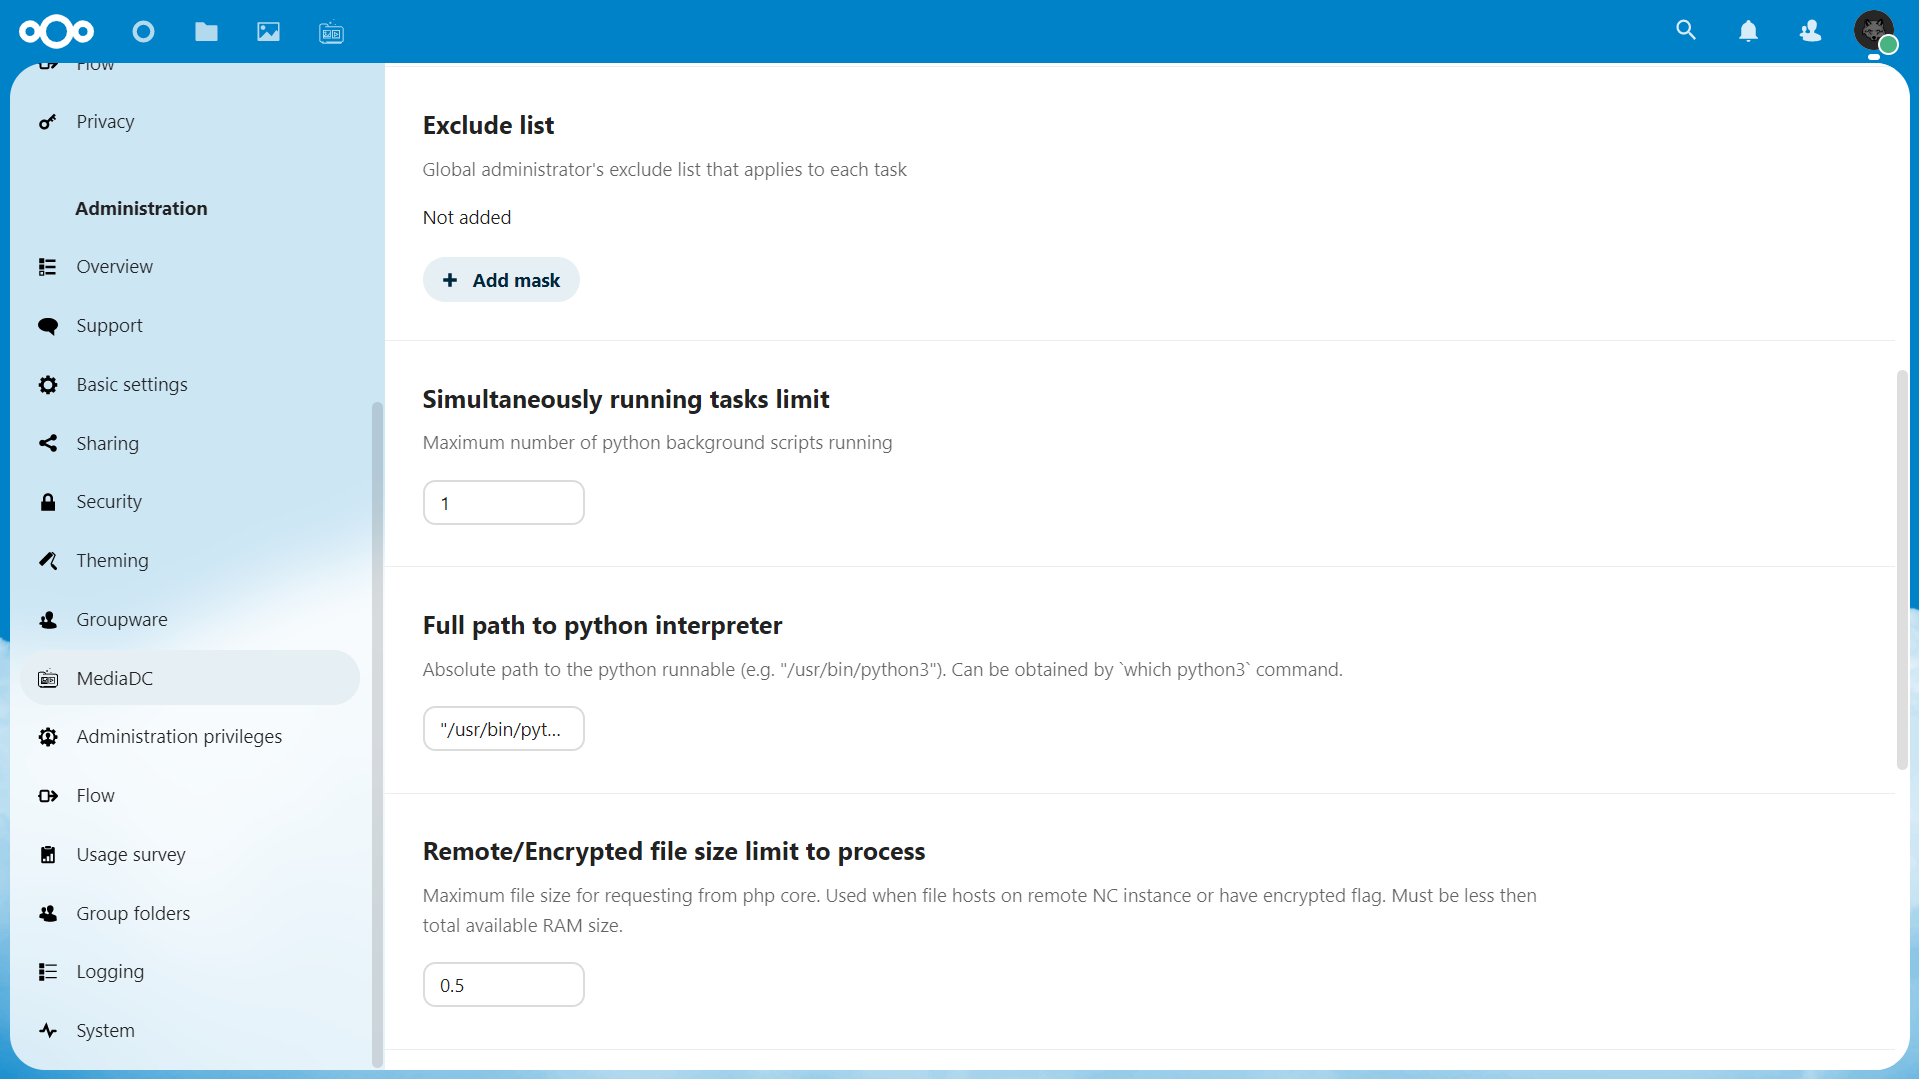 Flow
Privacy
Administration
Overview
Support
Basic settings
Sharing
Security
Theming
Groupware
MediaDC
Administration privileges
Flow
Usage survey
Group folders
Logging
System
Exclude list
Global administrator's exclude list that applies to each task
Not added
Add mask
Simultaneously running tasks limit
Maximum number of python background scripts running
1
Full path to python interpreter
Absolute path to the python runnable (e.g. "/usr/bin/python3"). Can be obtained by `which python3` command.
"/usr/bin/pyt...
Remote/Encrypted file size limit to process
Maximum file size for requesting from php core. Used when file hosts on remote NC instance or have encrypted flag. Must be less then
total available RAM size.
0.5